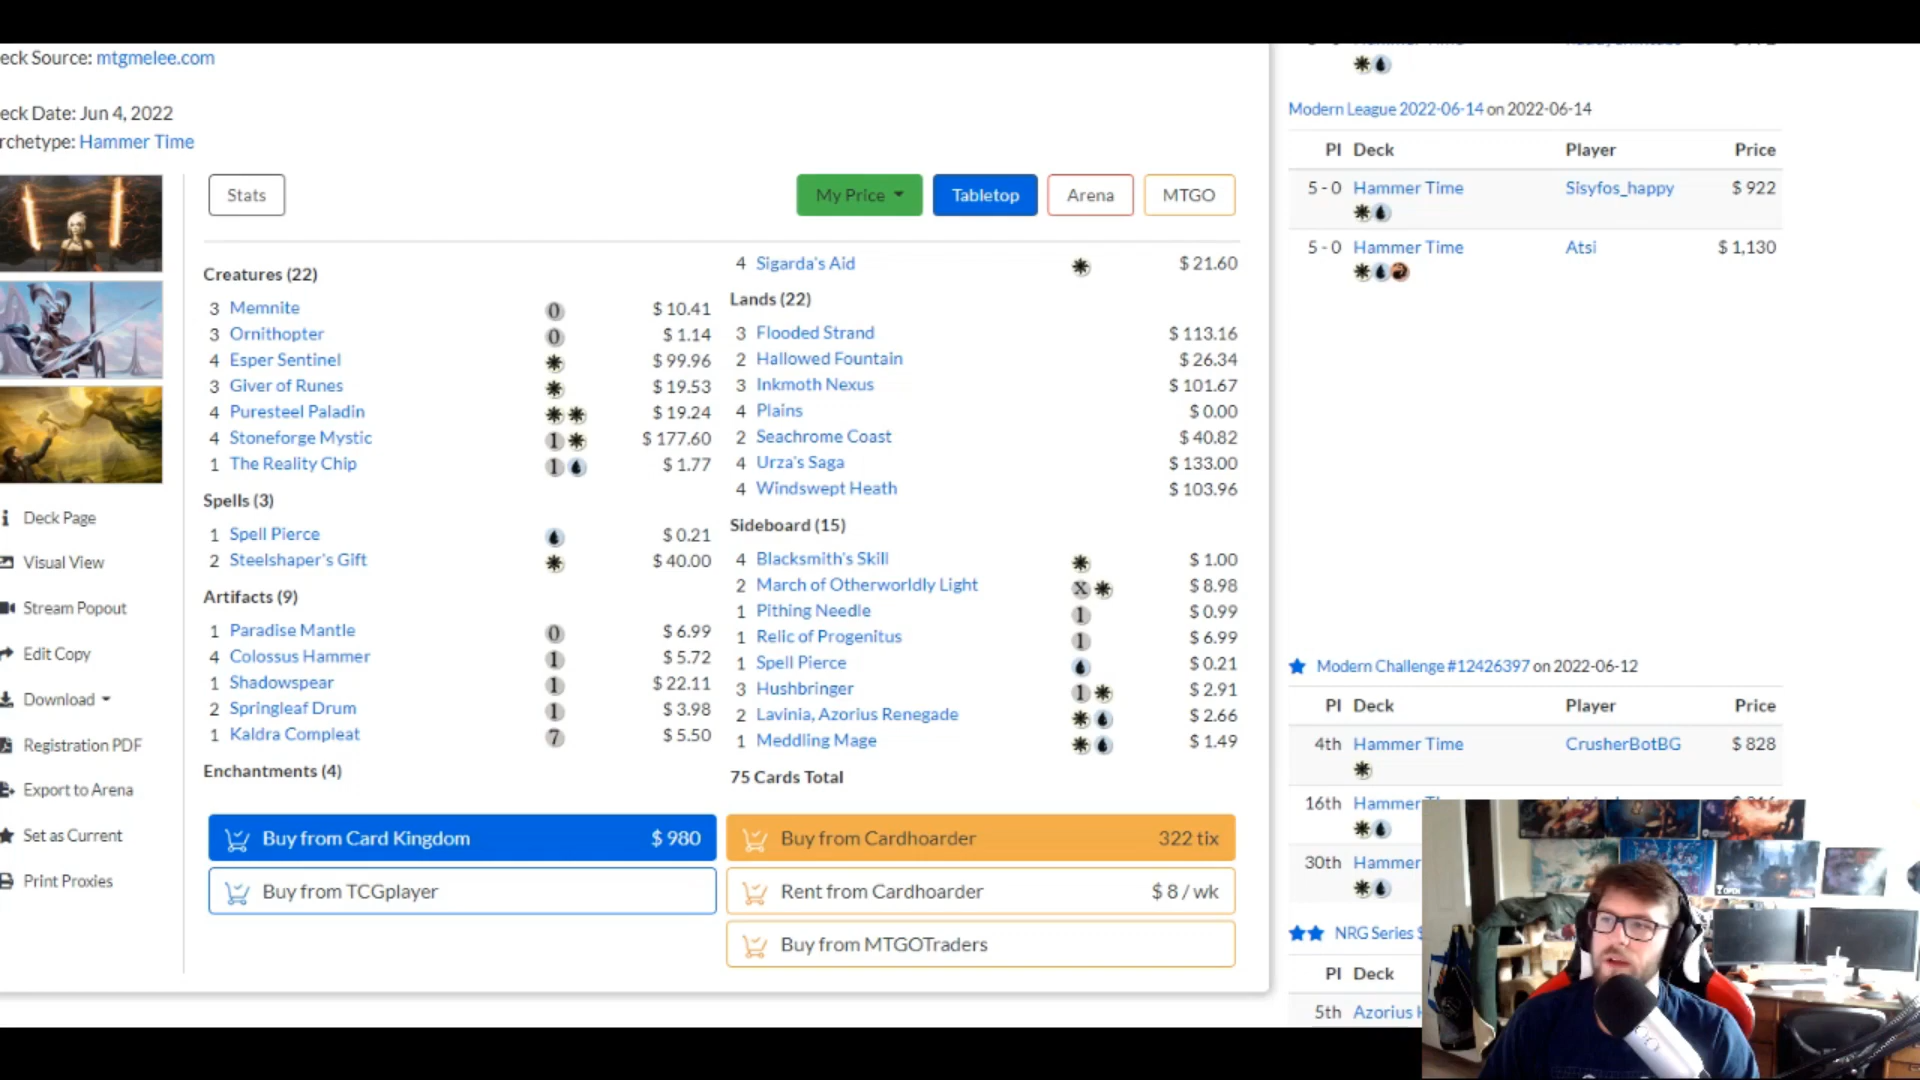 eck Source: mtgmelee.com
eck Date: Jun 4, 2022
rchetype: Hammer Time
Stats
My Price
Tabletop
Arena
MTGO
Creatures (22)
3 Memnite 0 $ 10.41
3 Ornithopter 0 $ 1.14
4 Esper Sentinel $ 99.96
3 Giver of Runes $ 19.53
4 Puresteel Paladin $ 19.24
4 Stoneforge Mystic 1 $ 177.60
1 The Reality Chip 1 $ 1.77
Spells (3)
1 Spell Pierce $ 0.21
2 Steelshaper's Gift $ 40.00
Artifacts (9)
1 Paradise Mantle 0 $ 6.99
4 Colossus Hammer 1 $ 5.72
1 Shadowspear 1 $ 22.11
2 Springleaf Drum 1 $ 3.98
1 Kaldra Compleat 7 $ 5.50
Enchantments (4)
4 Sigarda's Aid $ 21.60
Lands (22)
3 Flooded Strand $ 113.16
2 Hallowed Fountain $ 26.34
3 Inkmoth Nexus $ 101.67
4 Plains $ 0.00
2 Seachrome Coast $ 40.82
4 Urza's Saga $ 133.00
4 Windswept Heath $ 103.96
Sideboard (15)
4 Blacksmith's Skill $ 1.00
2 March of Otherworldly Light X $ 8.98
1 Pithing Needle 1 $ 0.99
1 Relic of Progenitus 1 $ 6.99
1 Spell Pierce $ 0.21
3 Hushbringer 1 $ 2.91
2 Lavinia, Azorius Renegade $ 2.66
1 Meddling Mage $ 1.49
75 Cards Total
Deck Page
Visual View
Stream Popout
Edit Copy
Download
Registration PDF
Export to Arena
Set as Current
Print Proxies
Buy from Card Kingdom $ 980
Buy from TCGplayer
Buy from Cardhoarder 322 tix
Rent from Cardhoarder $ 8 / wk
Buy from MTGOTraders
Modern League 2022-06-14 on 2022-06-14
Pl Deck Player Price
5 - 0 Hammer Time Sisyfos_happy $ 922
5 - 0 Hammer Time Atsi $ 1,130
Modern Challenge #12426397 on 2022-06-12
Pl Deck Player Price
4th Hammer Time CrusherBotBG $ 828
16th Hammer
30th Hammer
NRG Series
Pl Deck
5th Azorius
OPEN